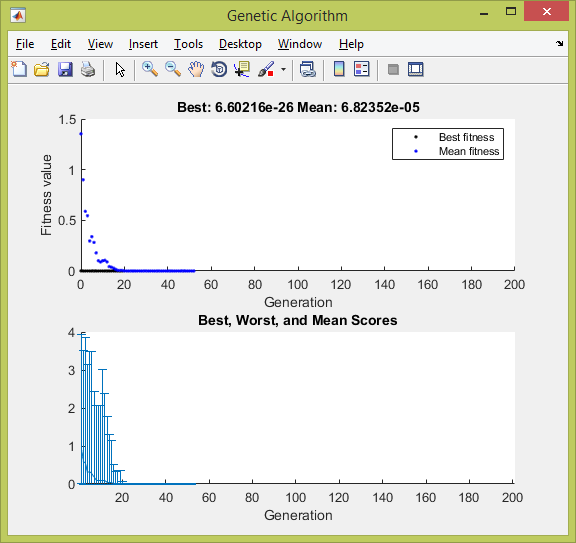 Genetic Algorithm
File Edit View Insert Tools Desktop Window Help
Best: 6.60216e-26 Mean: 6.82352e-05
Best fitness
Mean fitness
Fitness value
1.5
1
0.5
0
0 20 40 60 80 100 120 140 160 180 200
Generation
Best, Worst, and Mean Scores
4
3
2
1
0
20 40 60 80 100 120 140 160 180 200
Generation